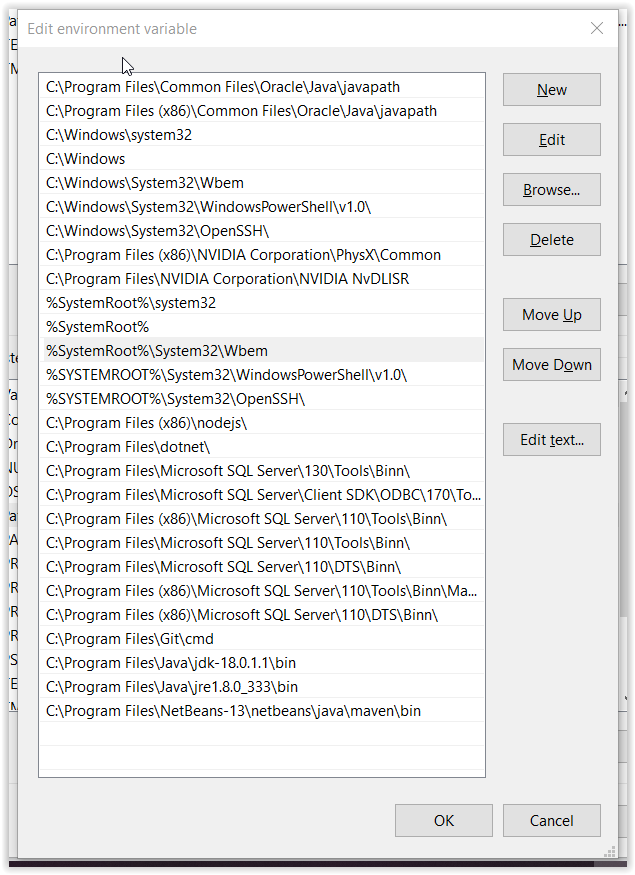 Edit environment variable
C:\Program Files\Common Files\Oracle\Java\javapath
C:\Program Files (x86)\Common Files\Oracle\Java\javapath
C:\Windows\system32
C:\Windows
C:\Windows\System32\Wbem
C:\Windows\System32\WindowsPowerShell\v1.0\
C:\Windows\System32\OpenSSH\
C:\Program Files (x86)\NVIDIA Corporation\PhysX\Common
C:\Program Files\NVIDIA Corporation\NVIDIA NvDLISR
%SystemRoot%\system32
%SystemRoot%
%SystemRoot%\System32\Wbem
%SYSTEMROOT%\System32\WindowsPowerShell\v1.0\
%SYSTEMROOT%\System32\OpenSSH\
C:\Program Files (x86)\nodejs\
C:\Program Files\dotnet\
C:\Program Files\Microsoft SQL Server\130\Tools\Binn\
C:\Program Files\Microsoft SQL Server\Client SDK\ODBC\170\To...
C:\Program Files (x86)\Microsoft SQL Server\110\Tools\Binn\
C:\Program Files\Microsoft SQL Server\110\Tools\Binn\
C:\Program Files\Microsoft SQL Server\110\DTS\Binn\
C:\Program Files (x86)\Microsoft SQL Server\110\Tools\Binn\Ma...
C:\Program Files (x86)\Microsoft SQL Server\110\DTS\Binn\
C:\Program Files\Git\cmd
C:\Program Files\Java\jdk-18.0.1.1\bin
C:\Program Files\Java\jre1.8.0_333\bin
C:\Program Files\NetBeans-13\netbeans\java\maven\bin
New
Edit
Browse...
Delete
Move Up
Move Down
Edit text...
OK
Cancel